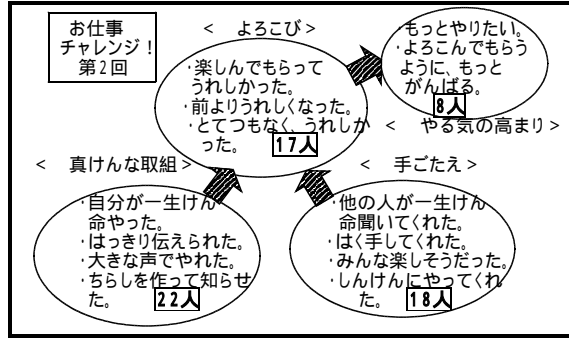 お仕事
チャレンジ!
第2回
< よろこび>
・楽しんでもらって
うれしかった。
・前よりうれしくなった。
・とてつもなく、うれしか
った。
17人
・もっとやりたい。
・よろこんでもらう
ように、もっと
がんばる。
8人
< やる気の高まり>
< 真けんな取組>
・自分が一生けん
命やった。
・はっきり伝えられた。
・大きな声でやれた。
・ちらしを作って知らせ
た。
22人
< 手ごたえ >
・他の人が一生けん
命聞いてくれた。
・はく手してくれた。
・みんな楽しそうだった。
・しんけんにやってくれ
た。
18人